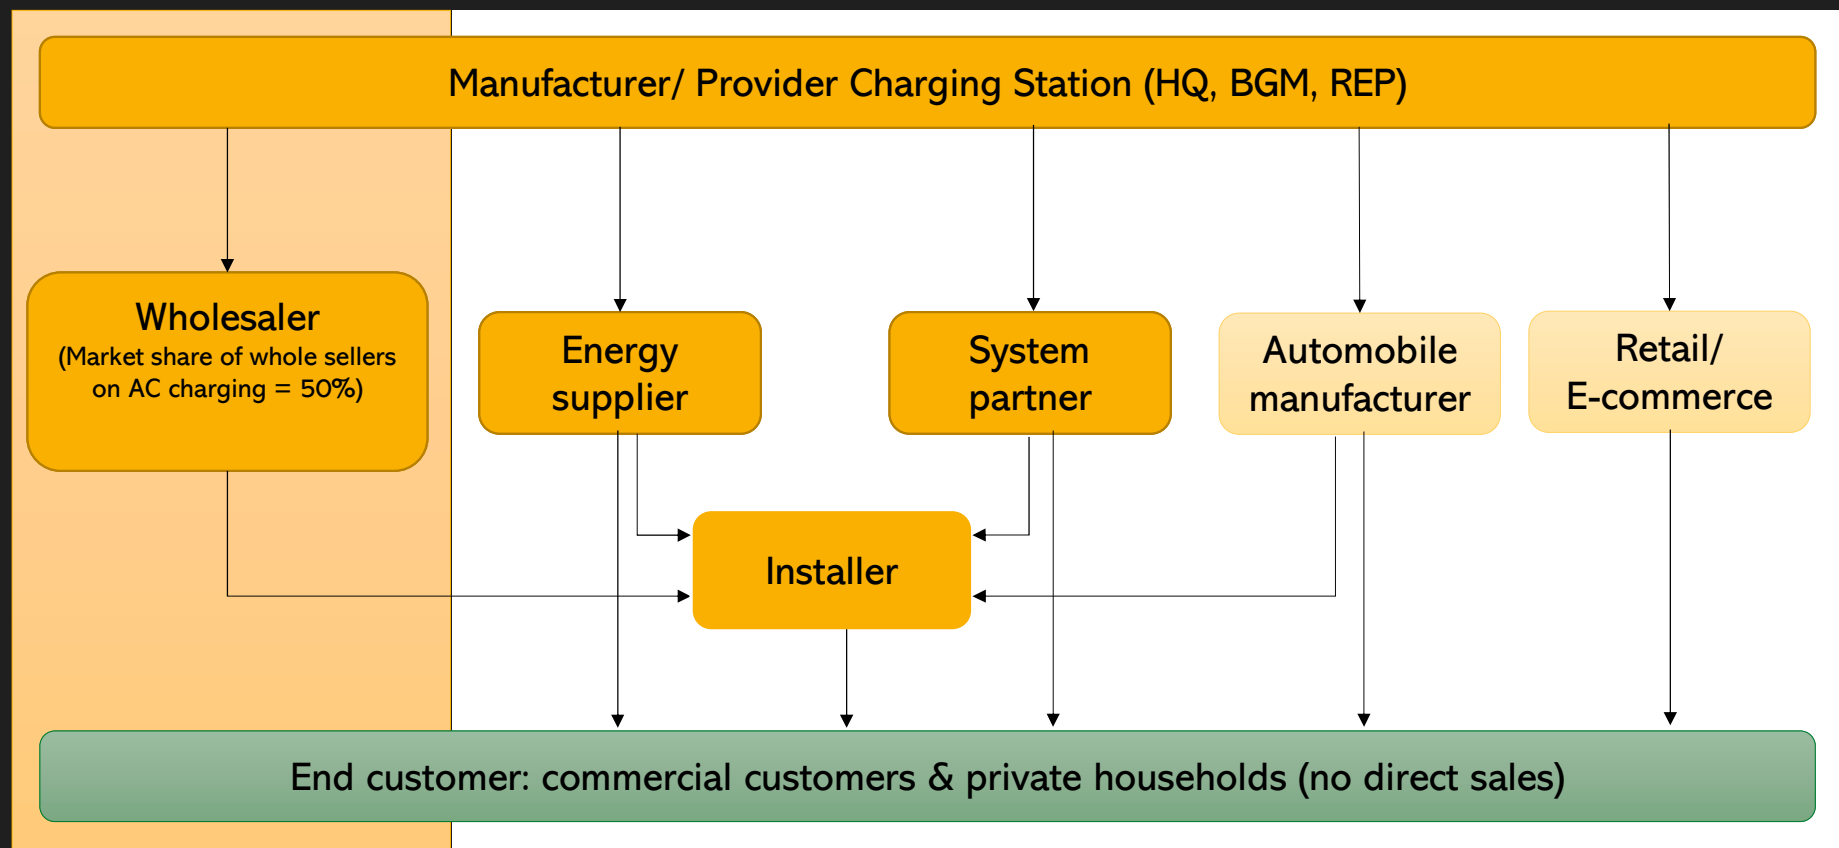 Manufacturer/ Provider Charging Station (HQ, BGM, REP)
Wholesaler
(Market share of whole sellers
on AC charging = 50%)
Energy
supplier
System
partner
Automobile
manufacturer
Retail/
E-commerce
Installer
End customer: commercial customers & private households (no direct sales)